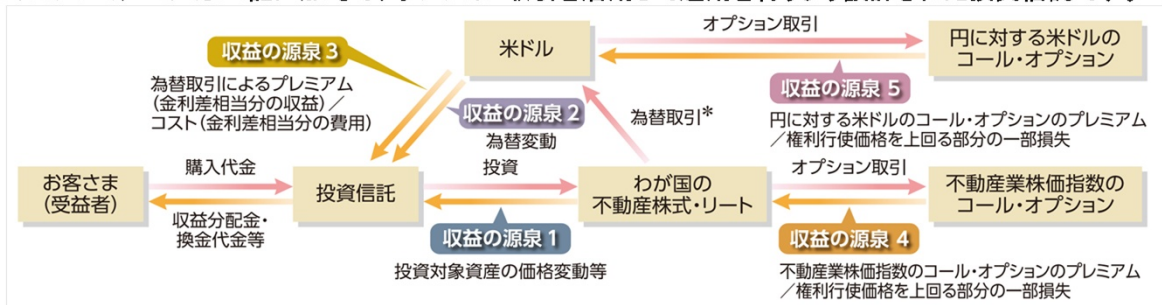 収益の源泉 3
為替取引によるプレミアム
(金利差相当分の収益)／
コスト(金利差相当分の費用)
米ドル
オプション取引
円に対する米ドルの
コール・オプション
収益の源泉 5
円に対する米ドルのコール・オプションのプレミアム
／権利行使価格を上回る部分の一部損失
収益の源泉 2
為替変動
為替取引*
お客さま
(受益者)
購入代金
収益分配金・
換金代金等
投資信託
投資
収益の源泉 1
投資対象資産の価格変動等
わが国の
不動産株式・リート
オプション取引
不動産業株価指数の
コール・オプション
収益の源泉 4
不動産業株価指数のコール・オプションのプレミアム
／権利行使価格を上回る部分の一部損失